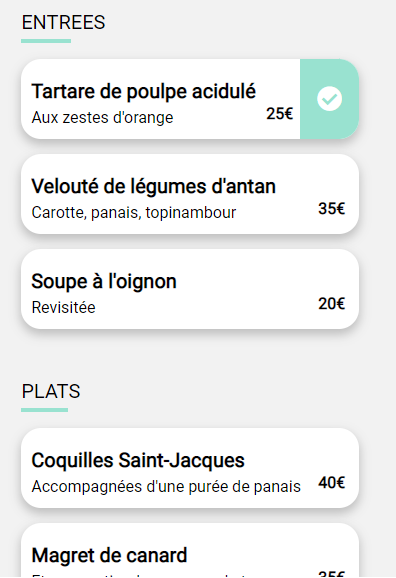 ENTREES
Tartare de poulpe acidulé
Aux zestes d'orange
25€
Velouté de légumes d'antan
Carotte, panais, topinambour
35€
Soupe à l'oignon
Revisitée
20€
PLATS
Coquilles Saint-Jacques
Accompagnées d'une purée de panais
40€
Magret de canard
35€